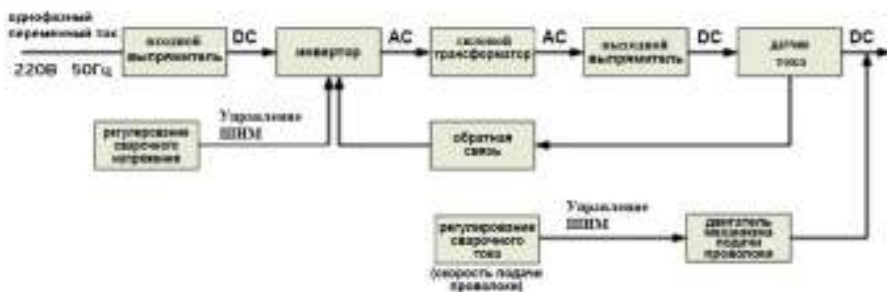 однофазный
переменный ток
220В 50Гц
входной
выпрямитель
DC
инвертор
AC
силовой
трансформатор
AC
выходной
выпрямитель
DC
датчик
тока
DC
регулирование
сварочного
напряжения
Управление
ШИМ
обратная
связь
регулирование
сварочного
тока
(скорость подачи
проволоки)
Управление
ШИМ
двигатель
механизма
подачи
проволоки